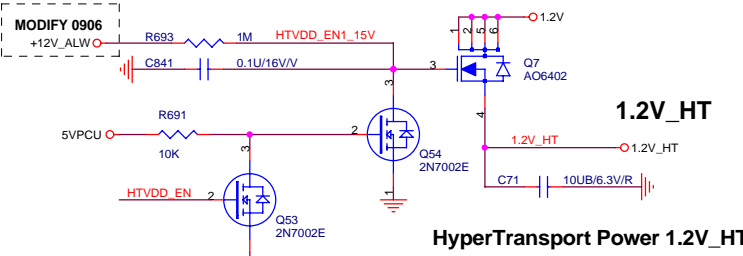 MODIFY 0906
+12V_ALW
R693
1M
HTVDD_EN1_15V
C841
0.1U/16V/V
1
2
5
6
1.2V
3
Q7
AO6402
4
1.2V_HT
1.2V_HT
1.2V_HT
C71
10UB/6.3V/R
R691
5VPCU
10K
3
2
Q54
2N7002E
1
3
HTVDD_EN
2
Q53
2N7002E
HyperTransport Power 1.2V_HT